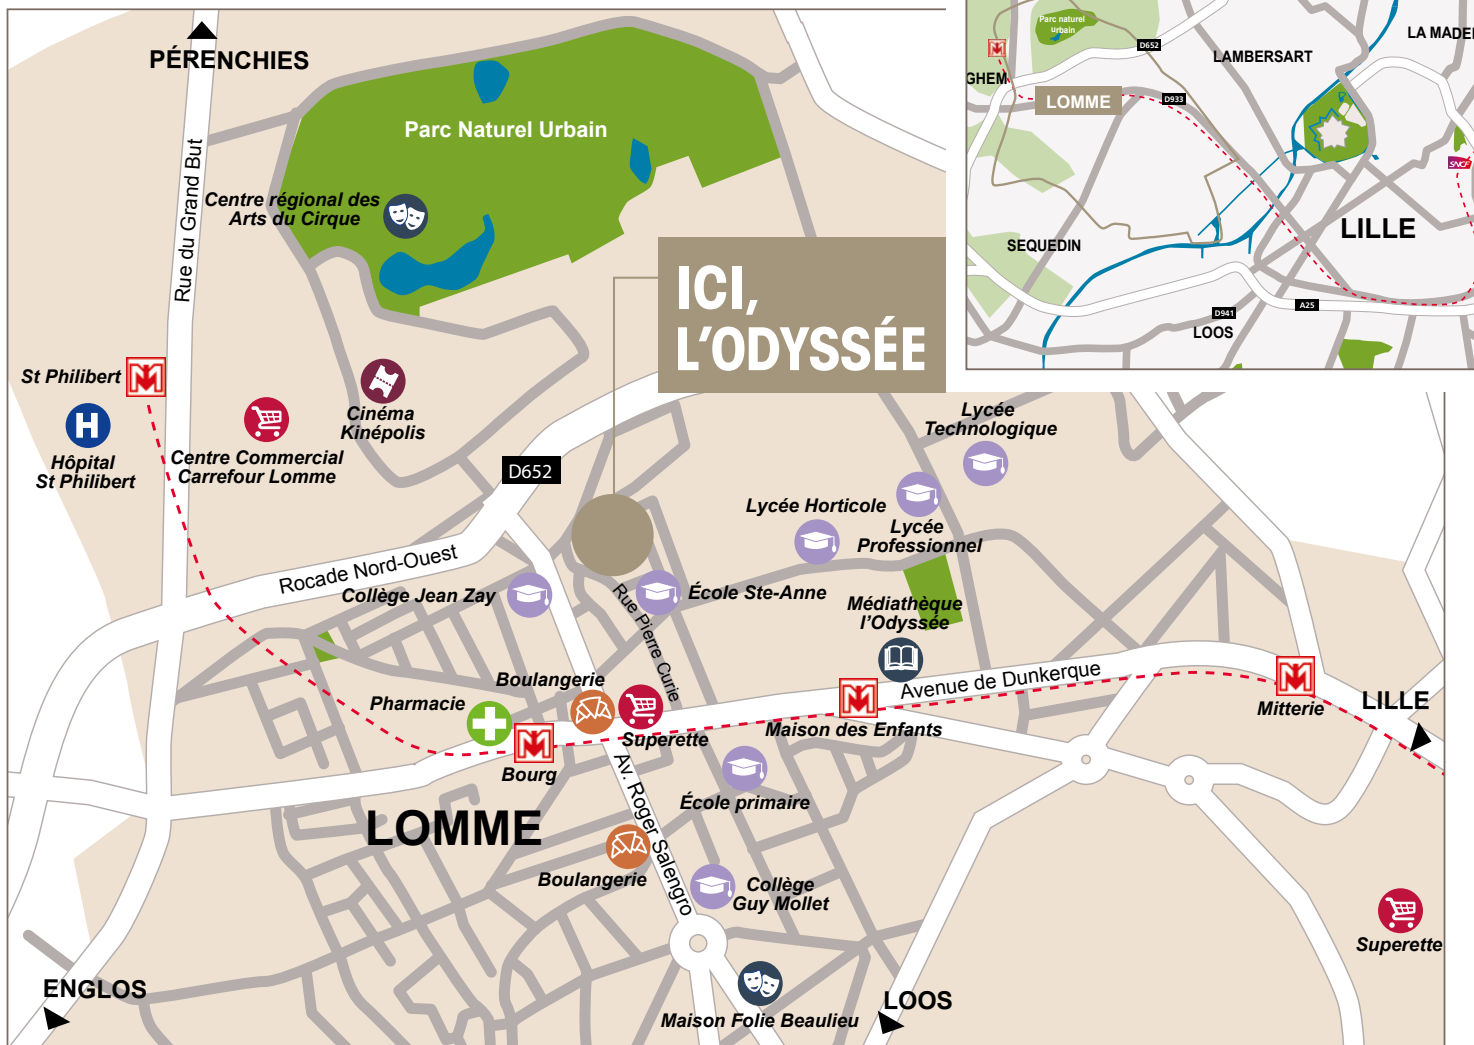 PÉRENCHIES
Rue du Grand But
Parc Naturel Urbain
Centre régional des
Arts du Cirque
ICI,
L'ODYSSÉE
St Philibert
Hôpital
St Philibert
H
Centre Commercial
Carrefour Lomme
Cinéma
Kinépolis
D652
Rocade Nord-Ouest
Collège Jean Zay
Rue Pierre Curie
École Ste-Anne
Lycée
Technologique
Lycée Horticole
Lycée
Professionnel
Médiathèque
l'Odyssée
Boulangerie
Pharmacie
Superette
Bourg
Maison des Enfants
Avenue de Dunkerque
Mitterie
LILLE
LOMME
Av. Roger Salengro
École primaire
Boulangerie
Collège
Guy Mollet
Superette
ENGLOS
Maison Folie Beaulieu
LOOS
Parc naturel
urbain
D652
LAMBERSART
LA MADE
GHEM
LOMME
D933
SNCF
SEQUEDIN
LILLE
D941
LOOS
A25